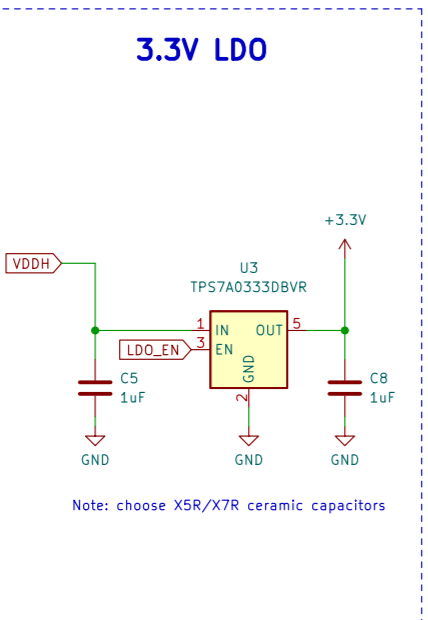 3.3V LDO
+3.3V
VDDH
U3
TPS7A0333DBVR
1 IN OUT 5
LDO_EN 3 EN
GND
2
C5
1uF
C8
1uF
GND GND GND
Note: choose X5R/X7R ceramic capacitors